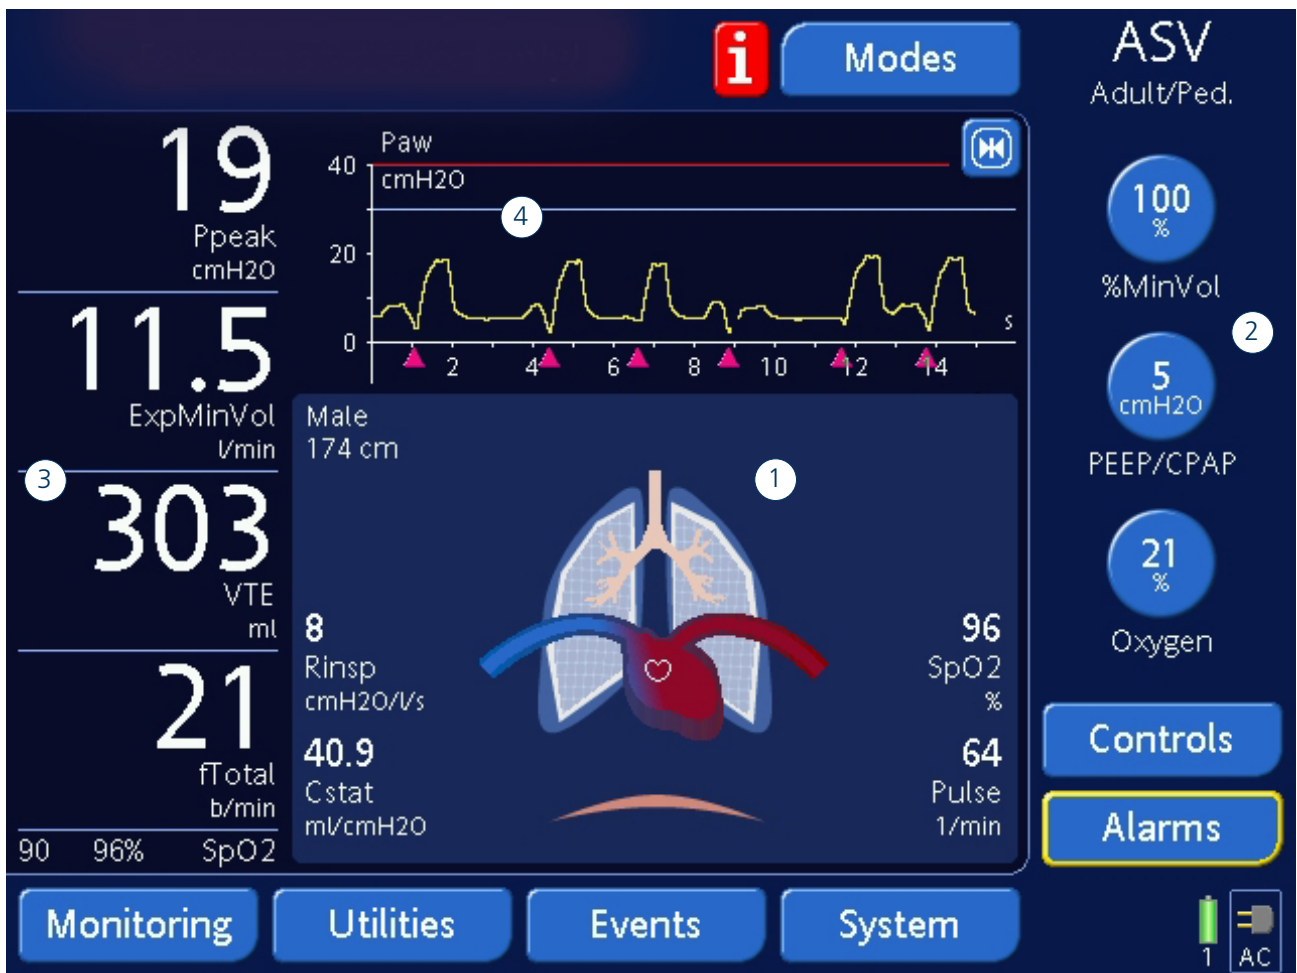 i
Modes
ASV
Adult/Ped.
19
Ppeak
cmH2O
11.5
ExpMinVol
l/min
3
303
VTE
ml
21
fTotal
b/min
90 96% SpO2
Paw
40
cmH2O
4
20
0
s
2 4 6 8 10 12 14
Male
174 cm
1
8
Rinsp
cmH2O/l/s
40.9
Cstat
ml/cmH2O
96
SpO2
%
64
Pulse
1/min
100
%
%MinVol
2
5
cmH2O
PEEP/CPAP
21
%
Oxygen
Controls
Alarms
Monitoring
Utilities
Events
System
1
AC